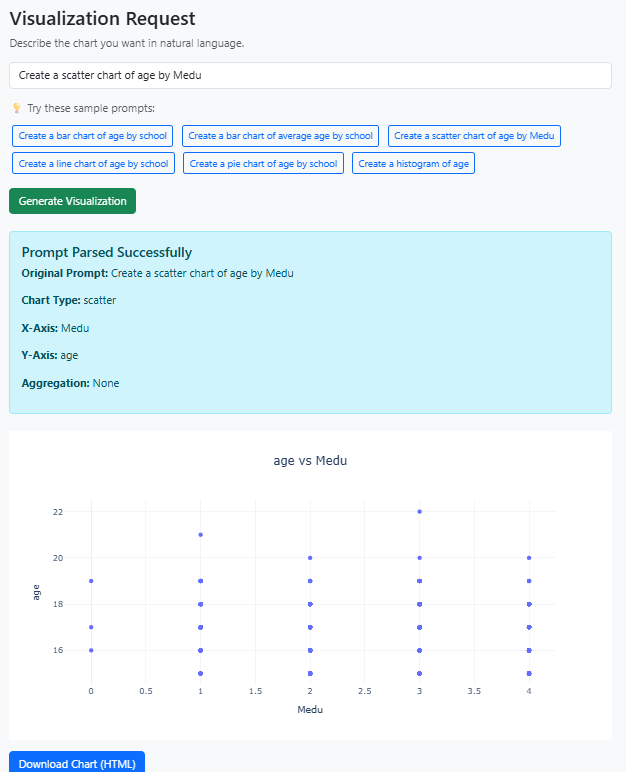 Visualization Request
Describe the chart you want in natural language.
Create a scatter chart of age by Medu
Try these sample prompts:
Create a bar chart of age by school Create a bar chart of average age by school Create a scatter chart of age by Medu
Create a line chart of age by school Create a pie chart of age by school Create a histogram of age
Generate Visualization
Prompt Parsed Successfully
Original Prompt: Create a scatter chart of age by Medu
Chart Type: scatter
X-Axis: Medu
Y-Axis: age
Aggregation: None
age vs Medu
22
20
age
18
16
0 0.5 1 1.5 2 2.5 3 3.5 4
Medu
Download Chart (HTML)